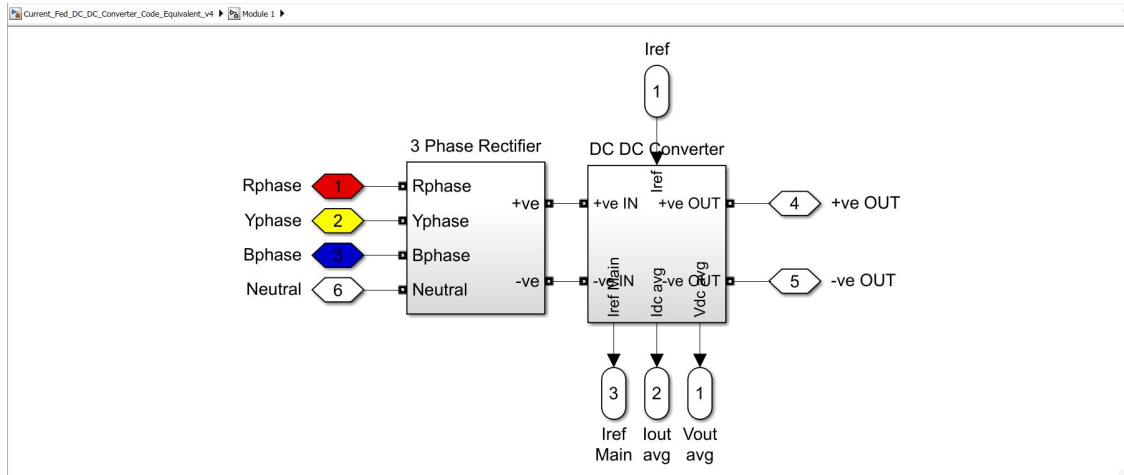 Current_Fed_DC_DC_Converter_Code_Equivalent_v4 Module 1
Iref
1
3 Phase Rectifier
DC DC Converter
Rphase 1 Rphase
Yphase 2 Yphase
Bphase 3 Bphase
Neutral 6 Neutral
+ve
-ve
Iref
+ve IN
+ve OUT
-ve IN
-ve OUT
Iref Main
Idc avg
Vdc avg
4 +ve OUT
5 -ve OUT
3
2
1
Iref
Main
Iout
avg
Vout
avg